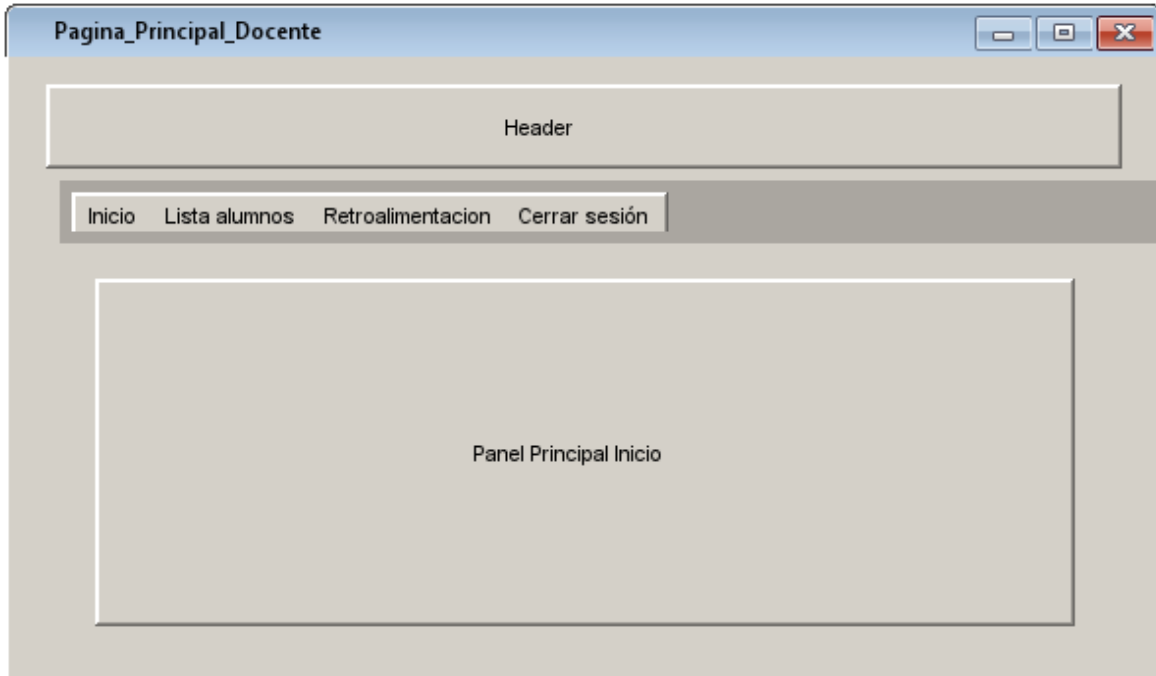 Pagina_Principal_Docente
Header
Inicio Lista alumnos Retroalimentacion Cerrar sesión
Panel Principal Inicio